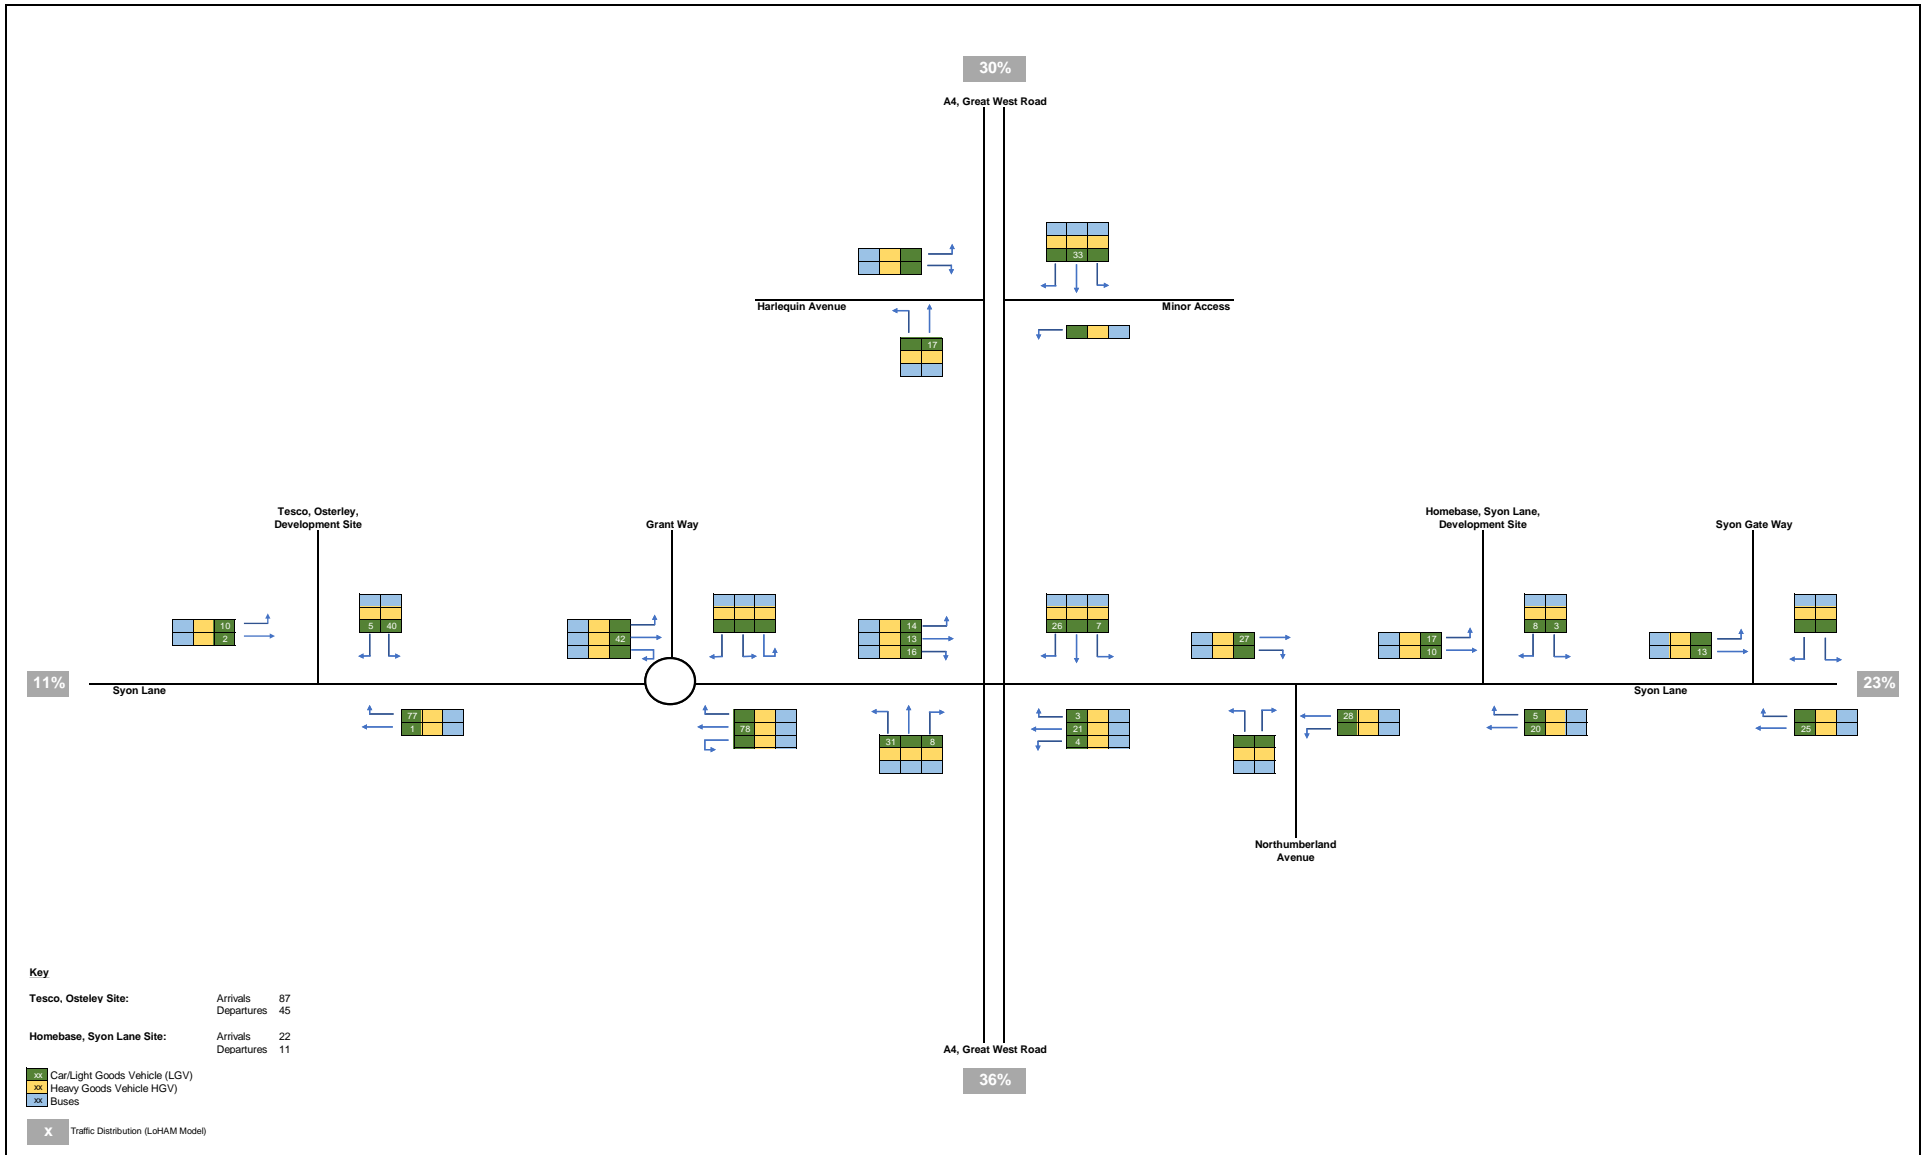 30%
A4, Great West Road
33
Harlequin Avenue
Minor Access
17
Tesco, Osterley,
Development Site
Grant Way
Homebase, Syon Lane,
Development Site
Syon Gate Way
10
2
5 40
42
14
13
16
26 7
27
17
10
8 3
13
11%
Syon Lane
Syon Lane
23%
77
1
78
31 8
3
21
4
28
5
20
25
Northumberland
Avenue
Key
Tesco, Osteley Site: Arrivals 87
Departures 45
Homebase, Syon Lane Site: Arrivals 22
Departures 11
A4, Great West Road
36%
xx Car/Light Goods Vehicle (LGV)
xx Heavy Goods Vehicle HGV)
xx Buses
X Traffic Distribution (LoHAM Model)